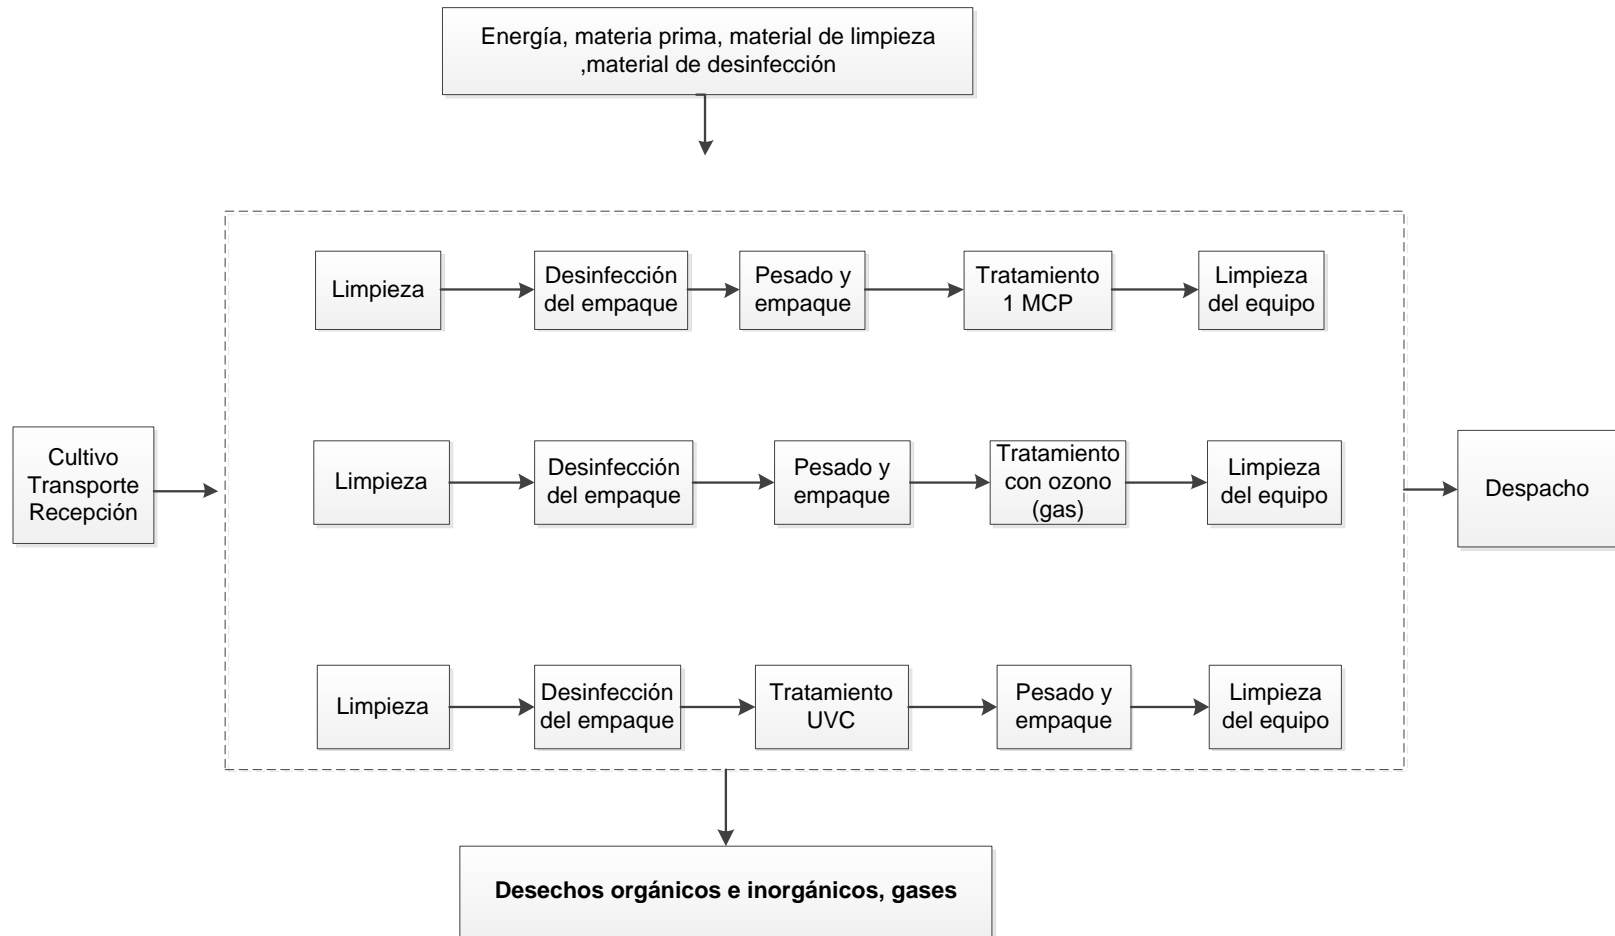 Energía, materia prima, material de limpieza
,material de desinfección
Limpieza
Desinfección
del empaque
Pesado y
empaque
Tratamiento
1 MCP
Limpieza
del equipo
Cultivo
Transporte
Recepción
Limpieza
Desinfección
del empaque
Pesado y
empaque
Tratamiento
con ozono
(gas)
Limpieza
del equipo
Despacho
Limpieza
Desinfección
del empaque
Tratamiento
UVC
Pesado y
empaque
Limpieza
del equipo
Desechos orgánicos e inorgánicos, gases